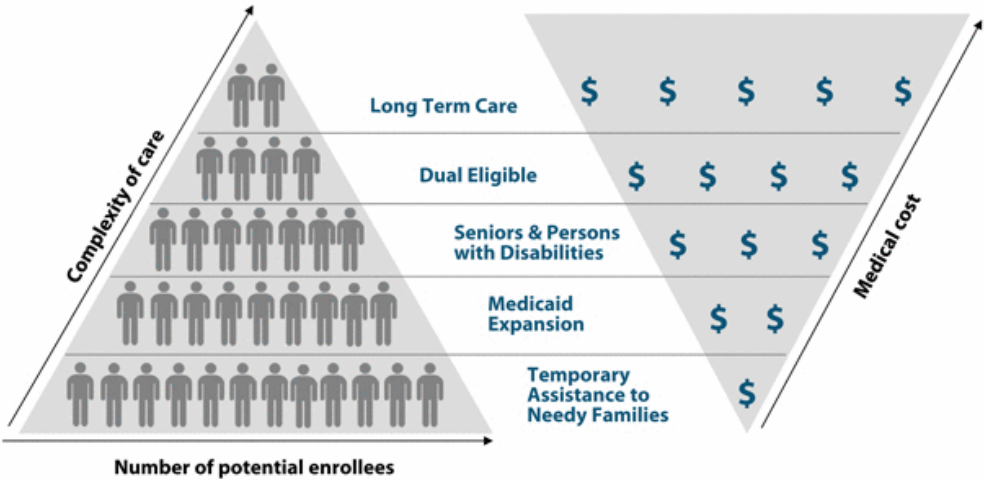 Complexity of care
Long Term Care
$ $ $ $ $
Dual Eligible
$ $ $ $
Seniors & Persons
with Disabilities
$ $ $
Medicaid
Expansion
$ $
Temporary
Assistance to
Needy Families
$
Medical cost
Number of potential enrollees